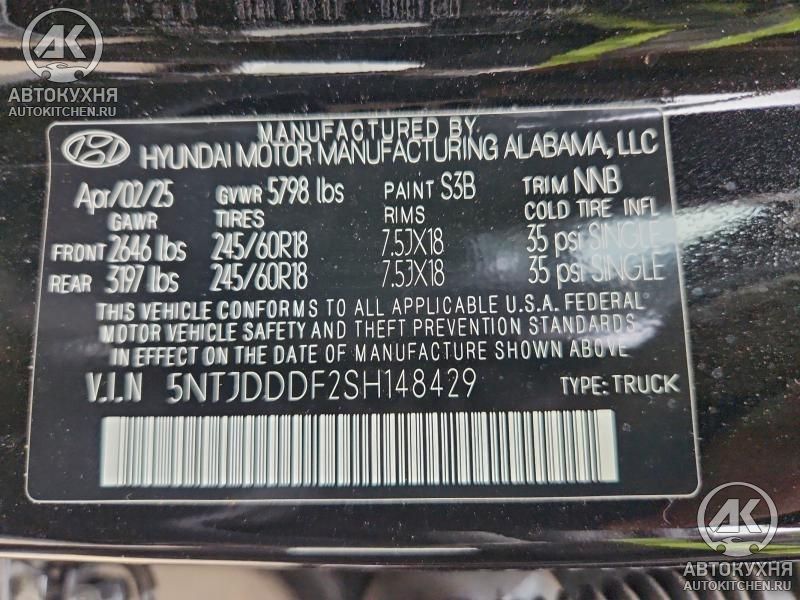 AK
АВТОКУХНЯ
AUTOKITCHEN.RU
MANUFACTURED BY
HYUNDAI MOTOR MANUFACTURING ALABAMA, LLC
Apr/02/25 GVWR 5798 lbs PAINT S3B TRIM NNB
GAWR TIRES RIMS COLD TIRE INFL
FRONT 2646 lbs 245/60R18 7.5JX18 35 psi SINGLE
REAR 3197 lbs 245/60R18 7.5JX18 35 psi SINGLE
THIS VEHICLE CONFORMS TO ALL APPLICABLE U.S.A. FEDERAL
MOTOR VEHICLE SAFETY AND THEFT PREVENTION STANDARDS
IN EFFECT ON THE DATE OF MANUFACTURE SHOWN ABOVE.
V.I.N 5NTJDDDF2SH148429 TYPE: TRUCK
AK
АВТОКУХНЯ
AUTOKITCHEN.RU